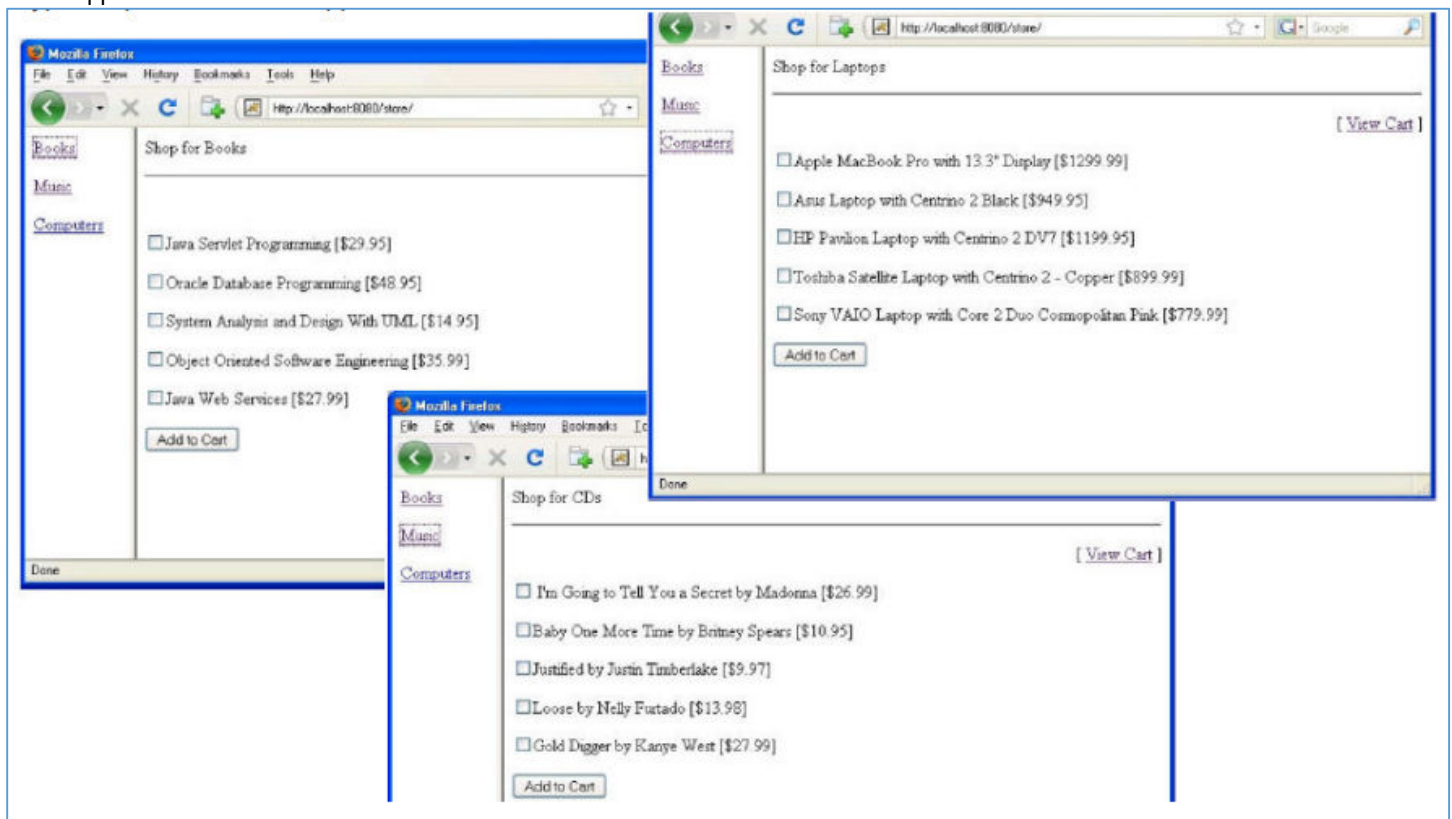 Mozilla Firefox
File Edit View History Bookmarks Tools Help
http://localhost:8080/store/
Books
Music
Computers
Shop for Books
Java Servlet Programming [$29.95]
Oracle Database Programming [$48.95]
System Analysis and Design With UML [$14.95]
Object Oriented Software Engineering [$35.99]
Java Web Services [$27.99]
Add to Cart
Done
http://localhost:8080/store/
Google
Books
Music
Computers
Shop for Laptops
[ View Cart ]
Apple MacBook Pro with 13.3" Display [$1299.99]
Asus Laptop with Centrino 2 Black [$949.95]
HP Pavilion Laptop with Centrino 2 DV7 [$1199.95]
Toshiba Satellite Laptop with Centrino 2 - Copper [$899.99]
Sony VAIO Laptop with Core 2 Duo Cosmopolitan Pink [$779.99]
Add to Cart
Done
Mozilla Firefox
File Edit View History Bookmarks
Books
Music
Computers
Shop for CDs
[ View Cart ]
I'm Going to Tell You a Secret by Madonna [$26.99]
Baby One More Time by Britney Spears [$10.95]
Justified by Justin Timberlake [$9.97]
Loose by Nelly Furtado [$13.98]
Gold Digger by Kanye West [$27.99]
Add to Cart